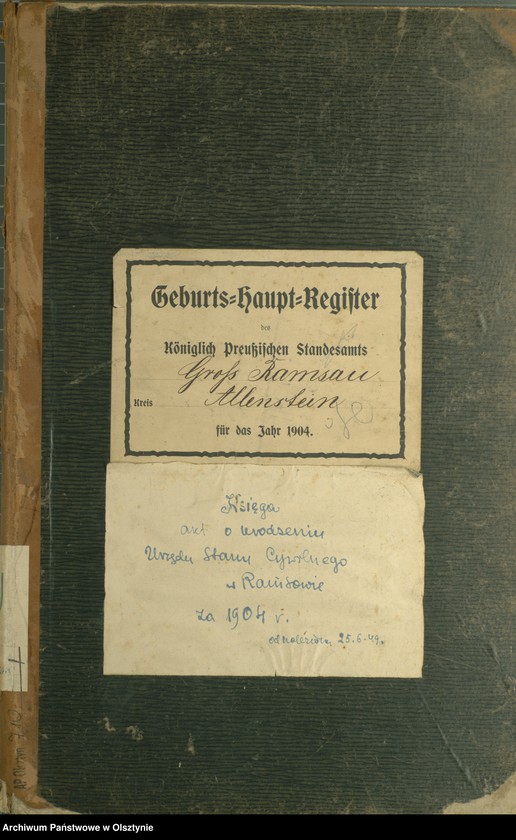 Geburts-Haupt-Register
des
Königlich Preußischen Standesamts
Gross Ramsau
Kreis Allenstein
für das Jahr 1904.
Księga
akt o urodzeniu
Urzędu Stanu Cywilnego
w Ramsowie
za 1904 r.
25.6.49.
1
Archiwum Państwowe w Olsztynie